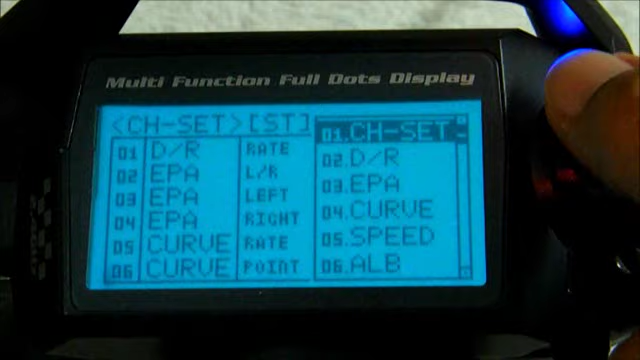 Multi Function Full Dots Display
<CH-SET>[ST]
01 D/R RATE
02 EPA L/R
03 EPA LEFT
04 EPA RIGHT
05 CURVE RATE
06 CURVE POINT
01.CH-SET
02.D/R
03.EPA
04.CURVE
05.SPEED
06.ALB